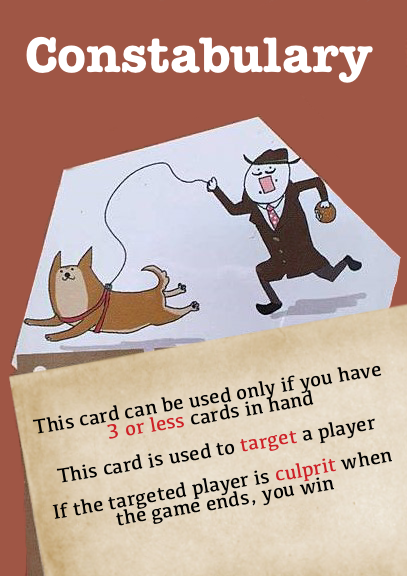 Constabulary
This card can be used only if you have
3 or less cards in hand
This card is used to target a player
If the targeted player is culprit when
the game ends, you win